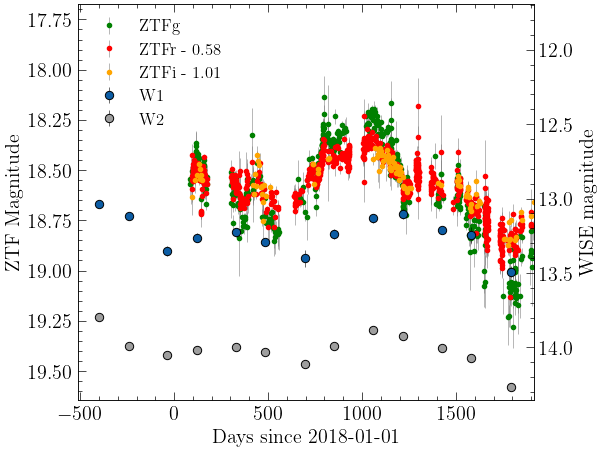 ZTFg
ZTFr - 0.58
ZTFi - 1.01
W1
W2
17.75
18.00
18.25
18.50
18.75
19.00
19.25
19.50
ZTF Magnitude
12.0
12.5
13.0
13.5
14.0
WISE magnitude
−500
0
500
1000
1500
Days since 2018-01-01